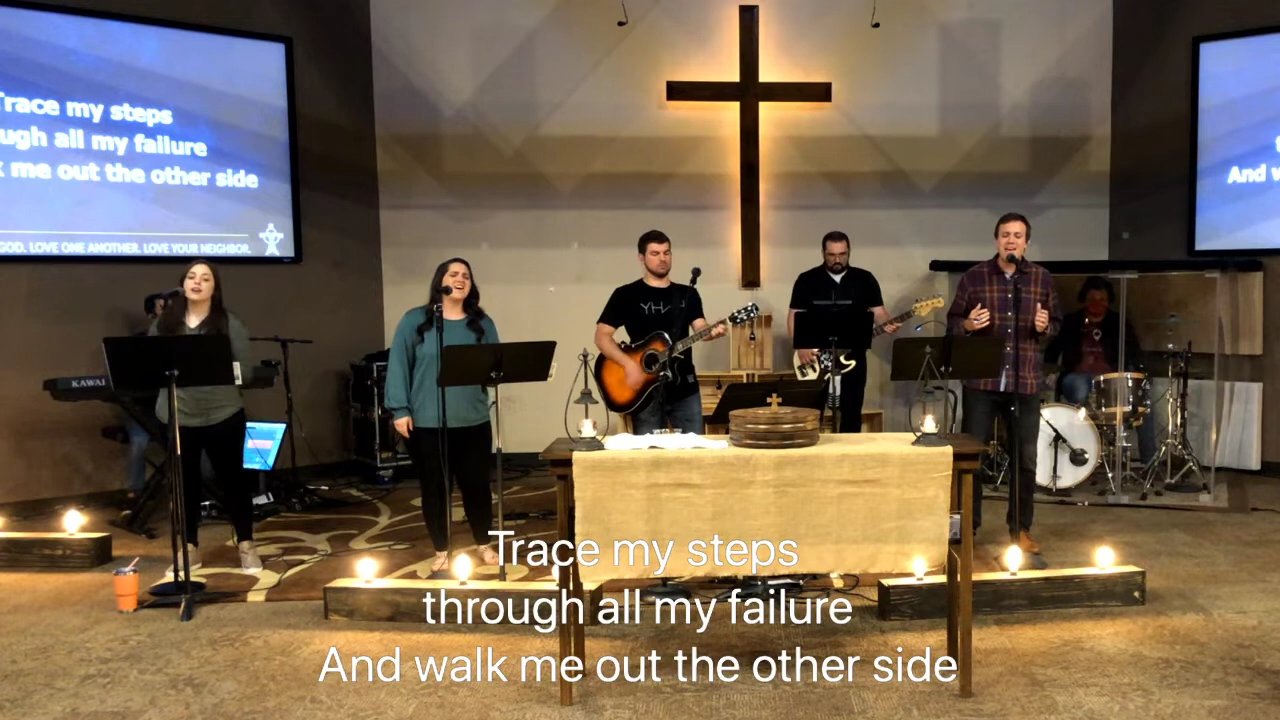 Trace my steps
ugh all my failure
me out the other side
GOD. LOVE ONE ANOTHER. LOVE YOUR NEIGHBOR.
And
KAWAI
YH
Trace my steps
through all my failure
And walk me out the other side